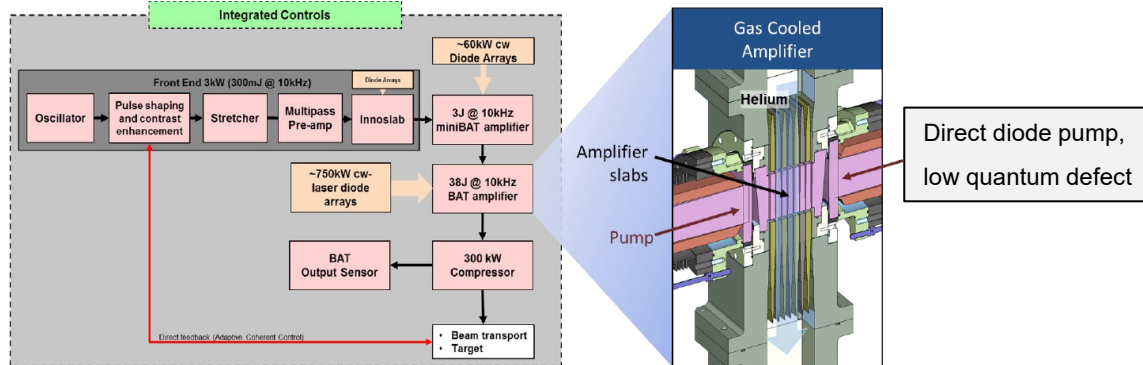 Integrated Controls
~60kW cw
Diode Arrays
Front End 3kW (300mJ @ 10kHz)
Diode Arrays
Oscillator
Pulse shaping
and contrast
enhancement
Stretcher
Multipass
Pre-amp
Innoslab
3J @ 10kHz
miniBAT amplifier
~750kW cw-
laser diode
arrays
38J @ 10kHz
BAT amplifier
BAT
Output Sensor
300 kW
Compressor
Direct feedback (Adaptive Coherent Control)
• Beam transport
• Target
Gas Cooled
Amplifier
Helium
Amplifier
slabs
Pump
Direct diode pump,
low quantum defect